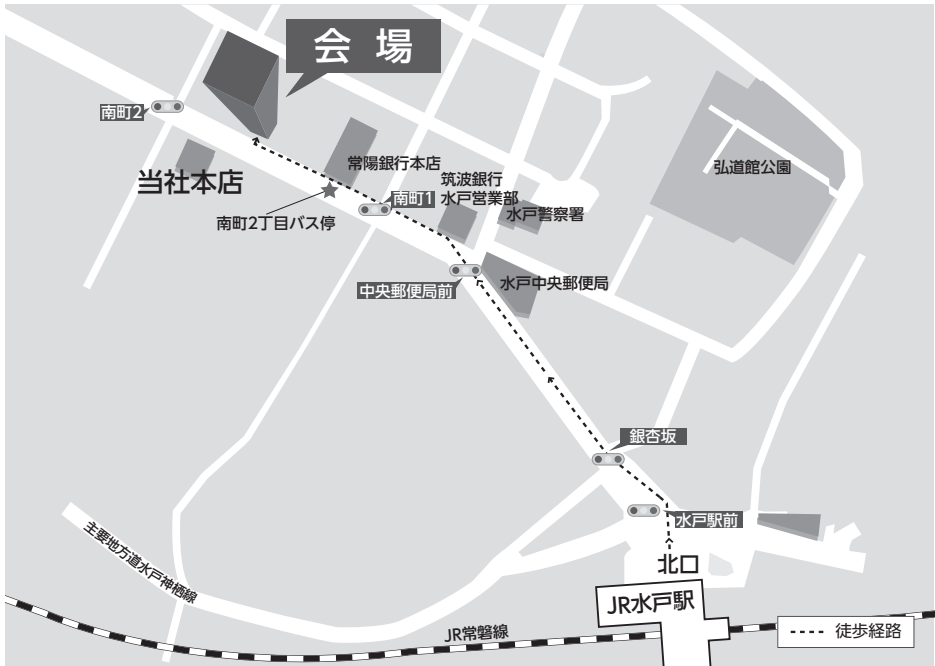 会 場
南町2
当社本店
常陽銀行本店
筑波銀行
水戸営業部
南町1
南町2丁目バス停
水戸警察署
弘道館公園
中央郵便局前
水戸中央郵便局
銀杏坂
水戸駅前
北口
JR水戸駅
主要地方道水戸神栖線
JR常磐線
徒歩経路